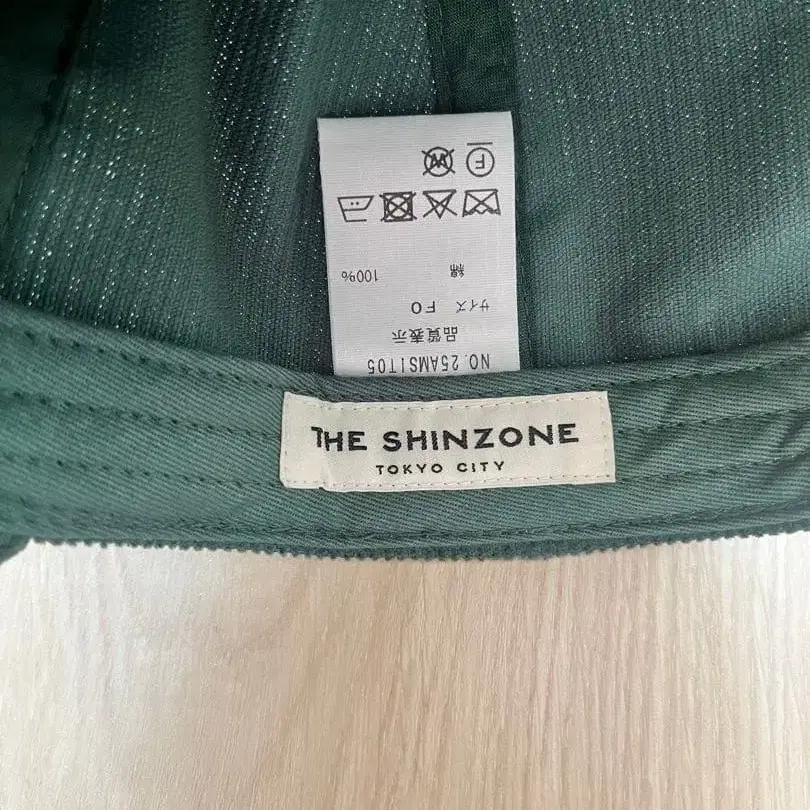 NO. 25AMSIT05
品質表示
サイズ FO
綿 100%
F W
THE SHINZONE
TOKYO CITY